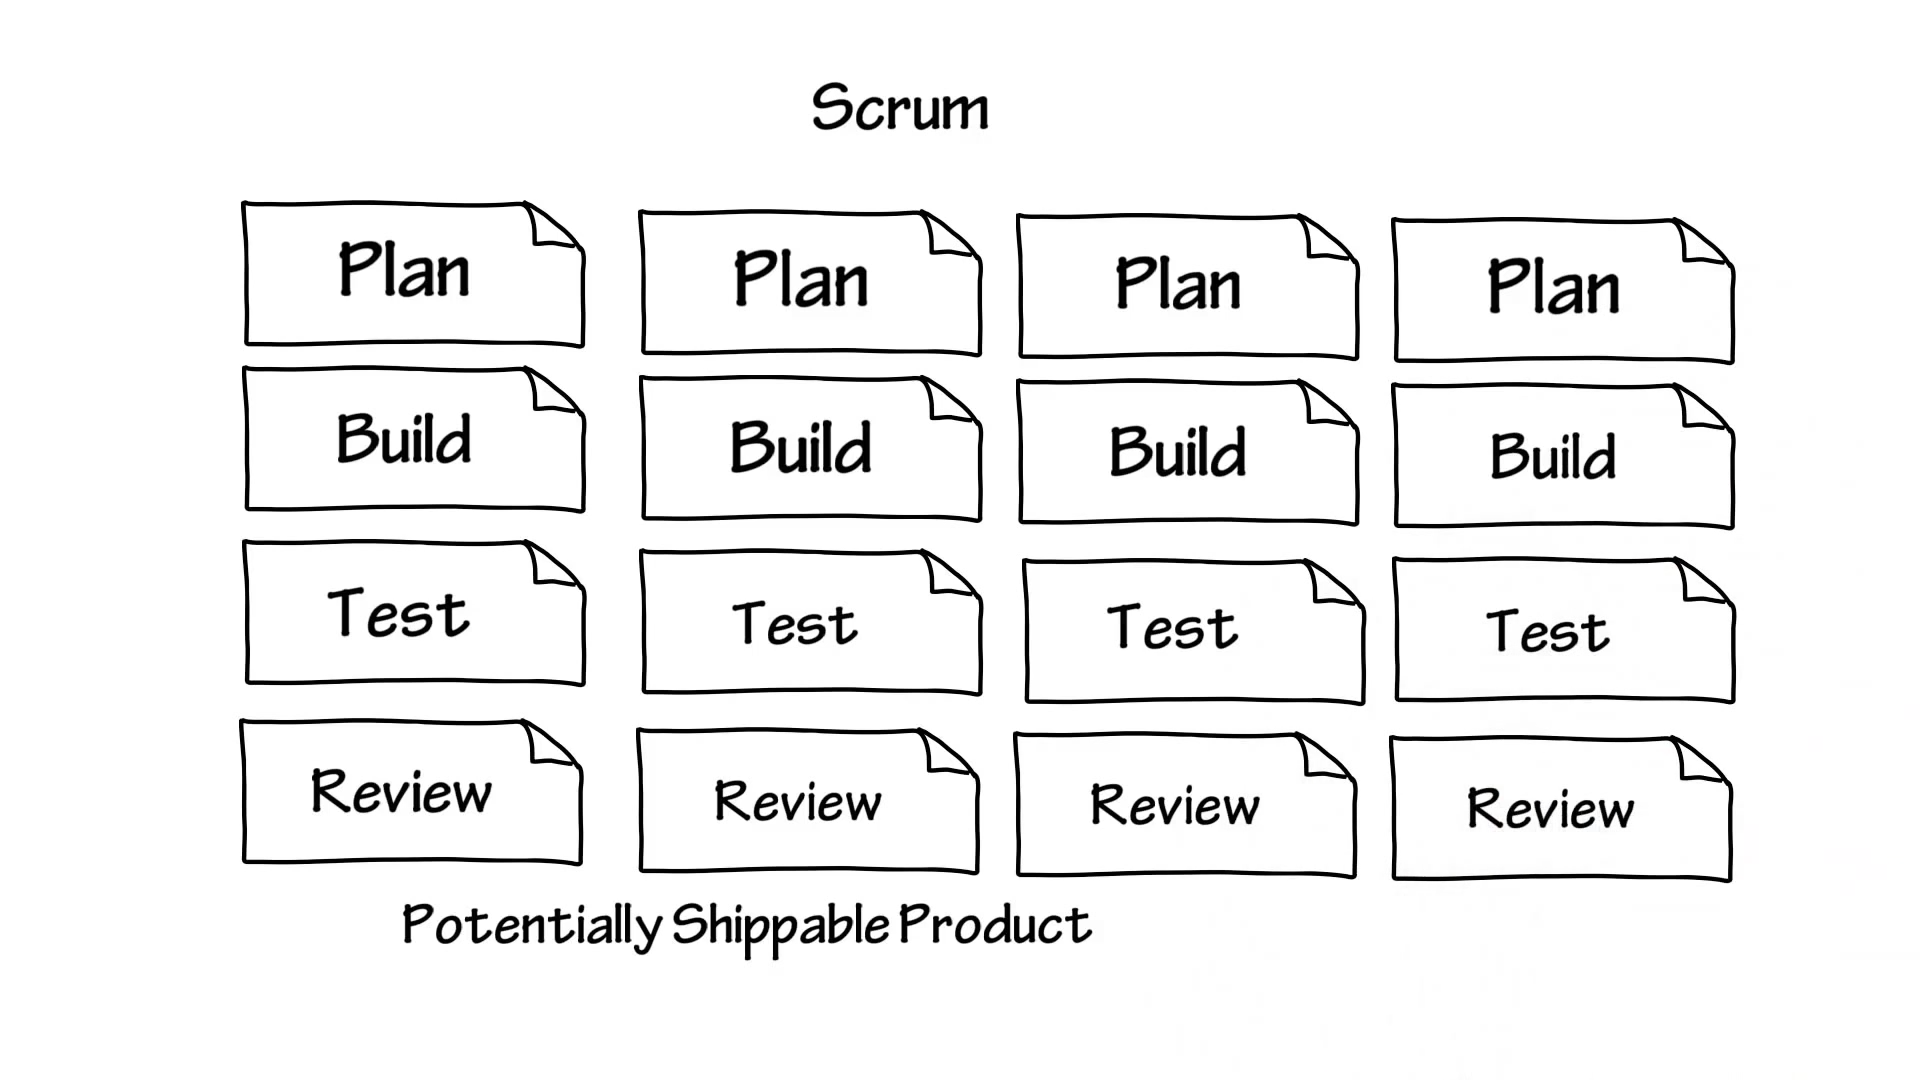 Scrum
Plan Plan Plan Plan
Build Build Build Build
Test Test Test Test
Review Review Review Review
Potentially Shippable Product